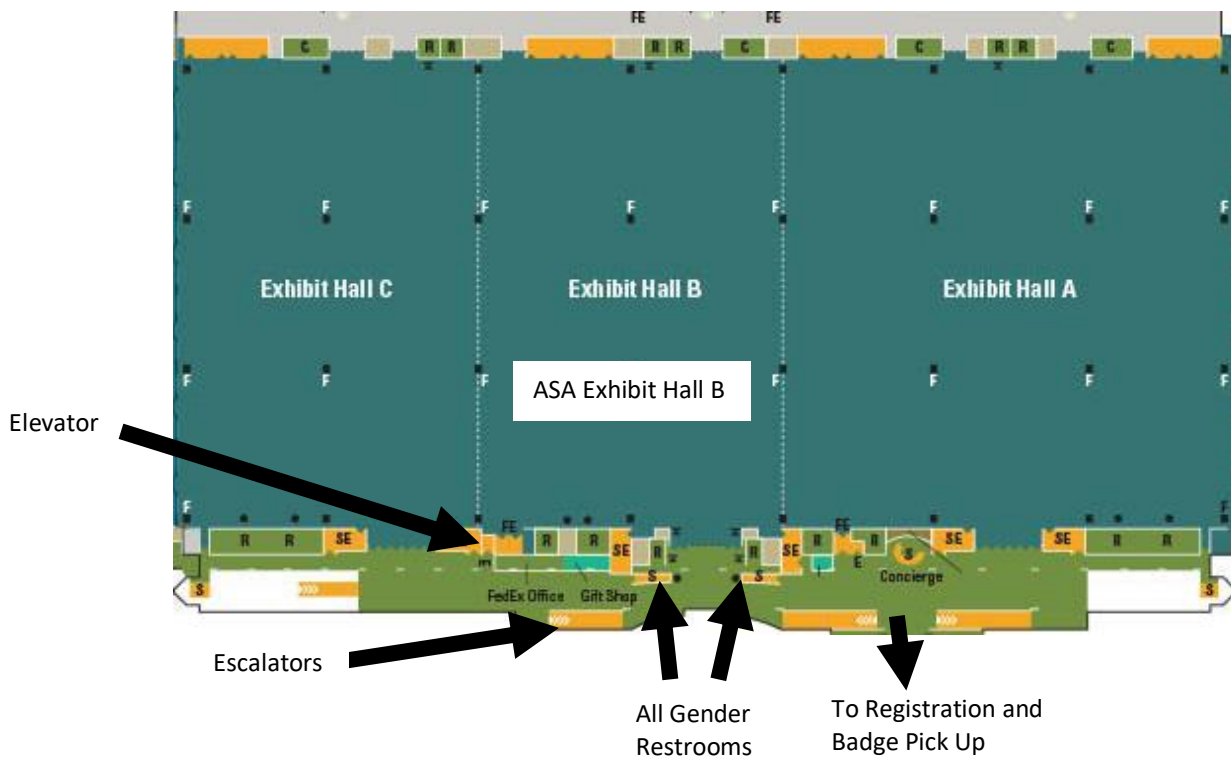 FE FE
C R R R R C C R R C
F F F F F F F F
Exhibit Hall C Exhibit Hall B Exhibit Hall A
F F F F F F F F
ASA Exhibit Hall B
Elevator
F F
R R SE FE R R SE R R SE R FE R S SE SE R R
E E
Concierge
S S S S
FedEx Office Gift Shop
Escalators
All Gender
Restrooms
To Registration and
Badge Pick Up